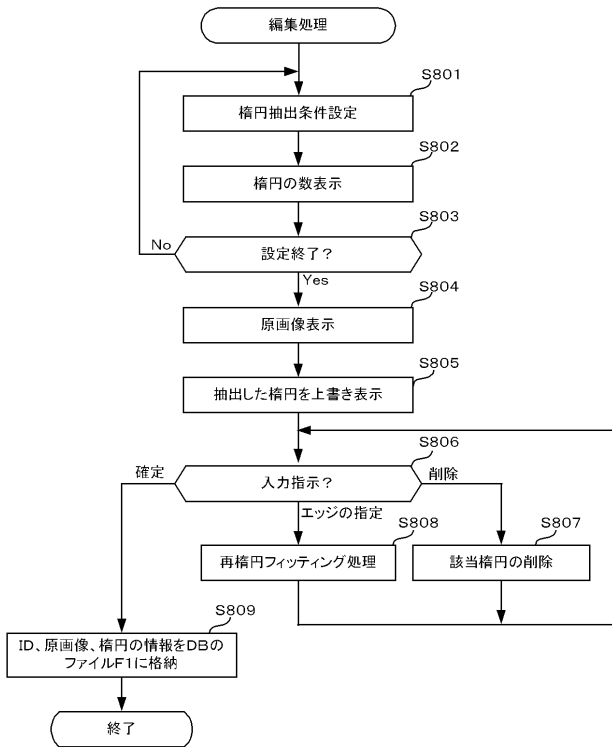 編集処理
S801
楕円抽出条件設定
S802
楕円の数表示
S803
No
設定終了?
Yes
S804
原画像表示
S805
抽出した楕円を上書き表示
S806
確定
入力指示?
削除
エッジの指定
S808
S807
再楕円フィッティング処理
該当楕円の削除
S809
ID、原画像、楕円の情報をDBの
ファイルF1に格納
終了